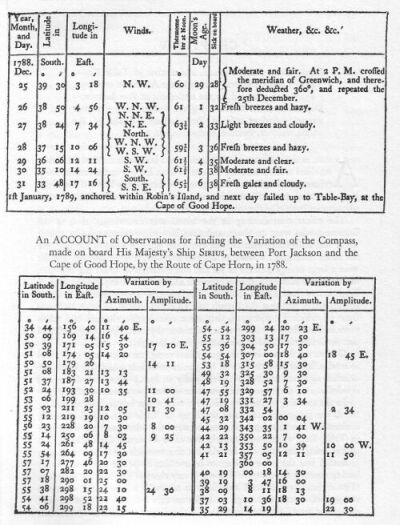 Year, Month, and Day. Latitude in Longi- tude in Winds. Thermome- ter at Noon. Moon's Age. Sick on board Weather, &c. &c.
1788. South. East. Day
Dec. o o
25 39 30 3 18 N. W. 60 29 28 { Moderate and fair. At 2 P. M. crossed
the meridian of Greenwich, and there-
fore deducted 360°, and repeated the
25th December.
26 38 50 4 56 W. N. W. 61 1 32 Fresh breezes and hazy.
27 38 24 7 34 { N. N. E. N. E. North. } 63½ 2 33 Light breezes and cloudy.
28 37 15 10 06 { W. N. W. W. S. W. } 59½ 3 36 Fresh breezes and hazy.
29 36 06 12 11 S. W. 61½ 4 35 Moderate and clear.
30 35 10 14 24 S. W. 61½ 5 38 Moderate and fair.
31 33 48 17 16 { South. S. S. E. } 65½ 6 38 Fresh gales and cloudy.
1st January, 1789, anchored within Robin's Island, and next day sailed up to Table-Bay, at the
Cape of Good Hope.
An ACCOUNT of Observations for finding the Variation of the Compass,
made on board His Majesty's Ship SIRIUS, between Port Jackson and the
Cape of Good Hope, by the Route of Cape Horn, in 1788.
Latitude in South. Longitude in East. Variation by Latitude in South. Longitude in East. Variation by
Azimuth. Amplitude. Azimuth. Amplitude.
34 44 156 40 11 40 E. 54 54 299 24 20 23 E.
50 09 169 14 16 54 55 12 303 13 17 50
50 39 171 05 15 30 17 10 E. 55 36 304 50 17 30
51 08 174 05 14 20 54 54 307 00 18 40 18 45 E.
50 50 179 26 14 11 53 18 315 58 15 30
51 08 183 21 13 13 49 32 325 30 9 30
51 37 187 27 13 44 48 19 328 52 7 30
52 24 193 30 10 35 11 00 47 55 329 57 6 10
53 06 199 28 10 41 47 19 331 27 3 34
55 03 211 25 12 05 11 30 47 08 332 54 2 34
55 12 219 19 10 30 45 32 342 02 00 04
56 23 228 20 7 30 8 00 44 29 343 35 1 41 W.
55 14 250 06 8 03 9 25 42 22 350 22 7 00
55 24 261 48 14 45 42 13 353 50 10 39 10 00 W.
55 54 264 09 17 30 41 21 357 05 12 11 11 50
57 17 277 46 20 30 360 00
57 07 282 20 22 30 40 19 00 18 14 30
57 18 290 01 25 00 39 19 3 47 16 00
55 38 298 15 24 10 24 30 38 09 8 11 18 13
54 41 298 52 22 40 37 03 10 36 18 30 19 00
54 06 299 18 22 15 35 29 14 19 22 30